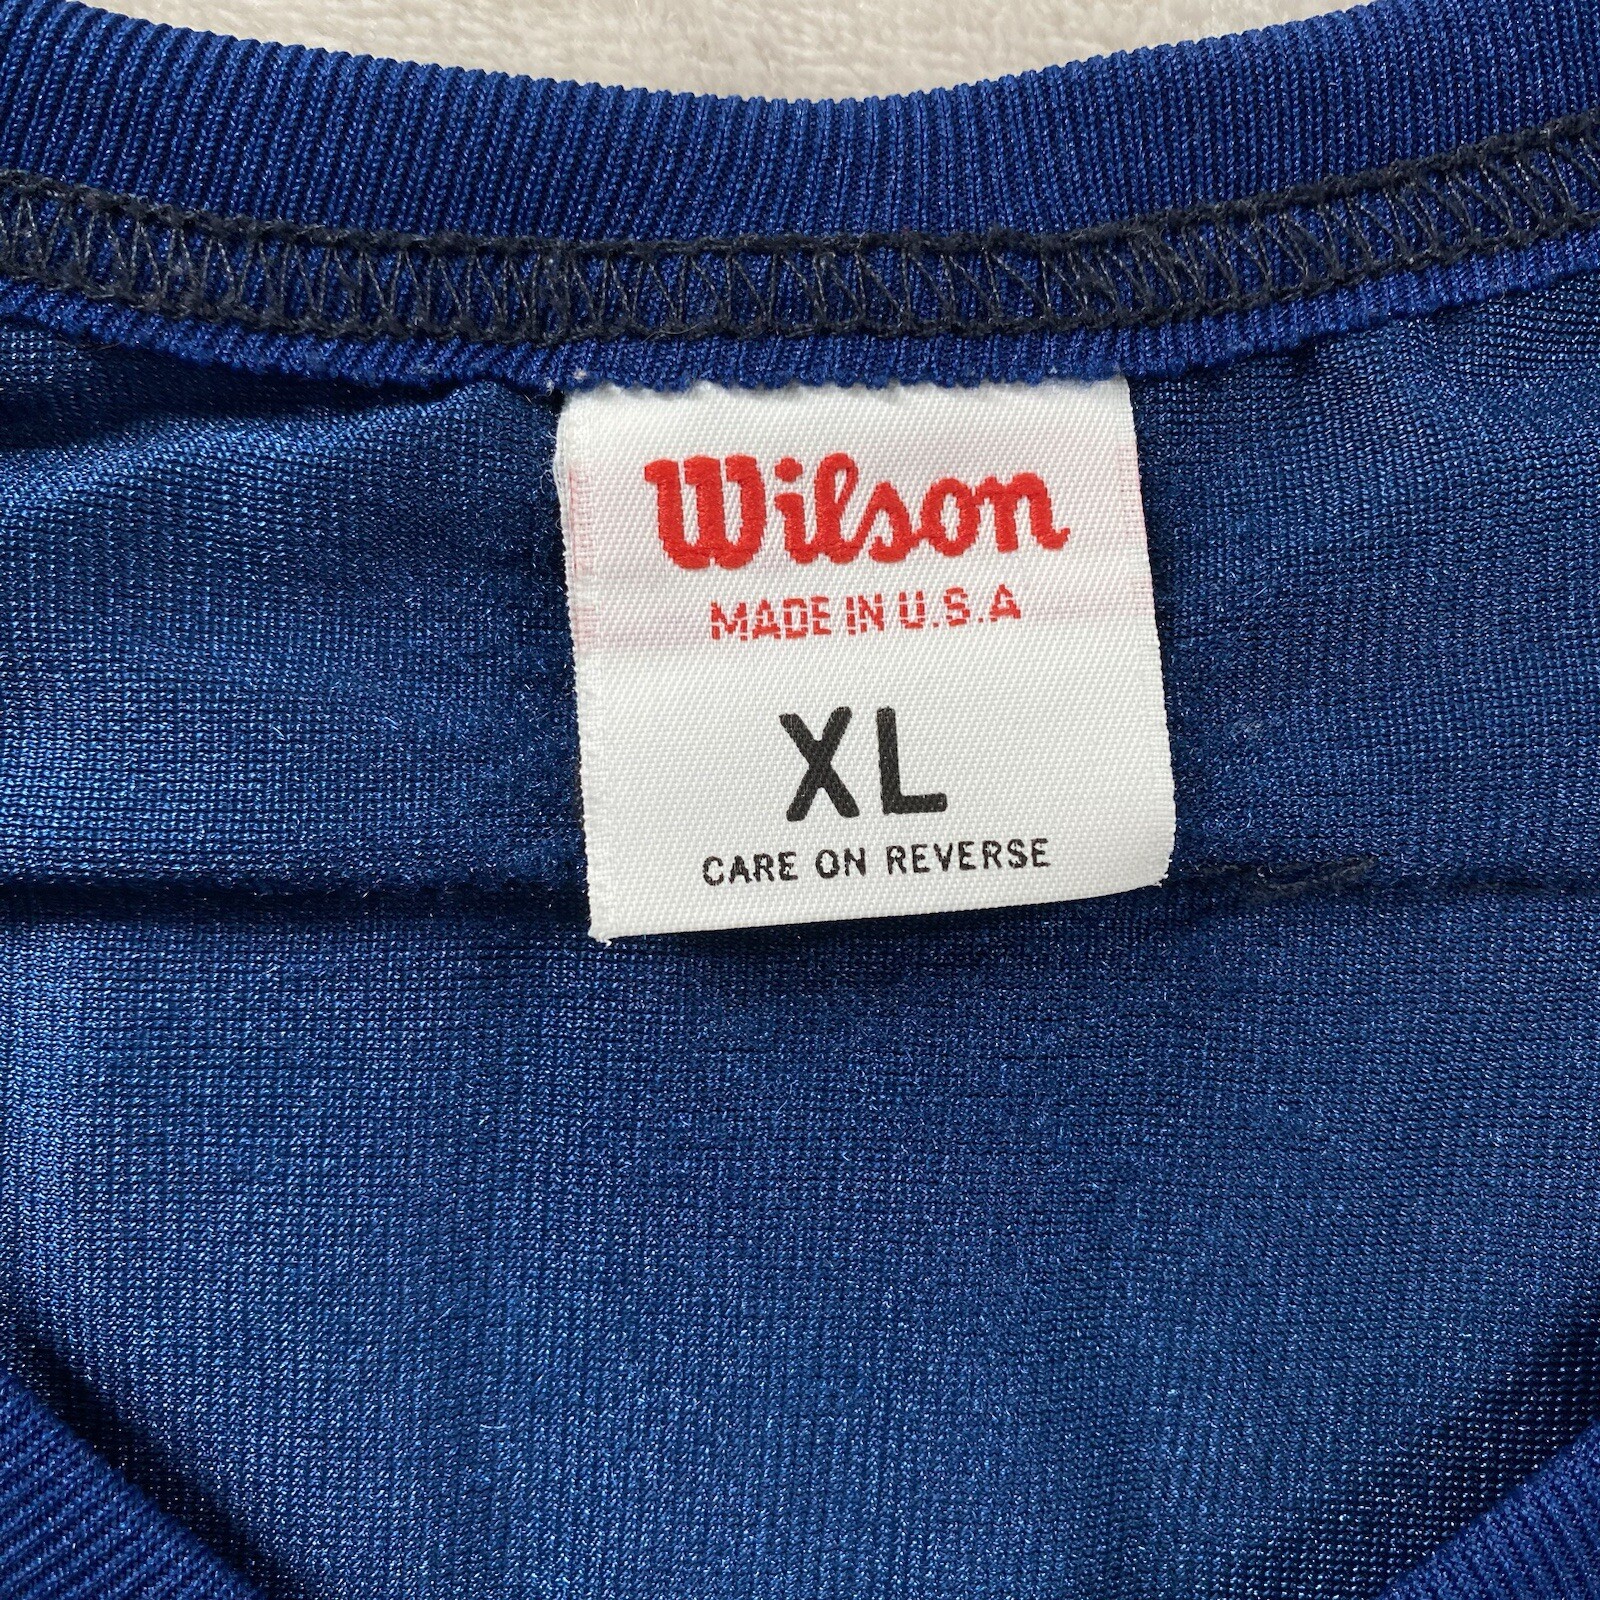 Wilson
MADE IN U.S.A
XL
CARE ON REVERSE